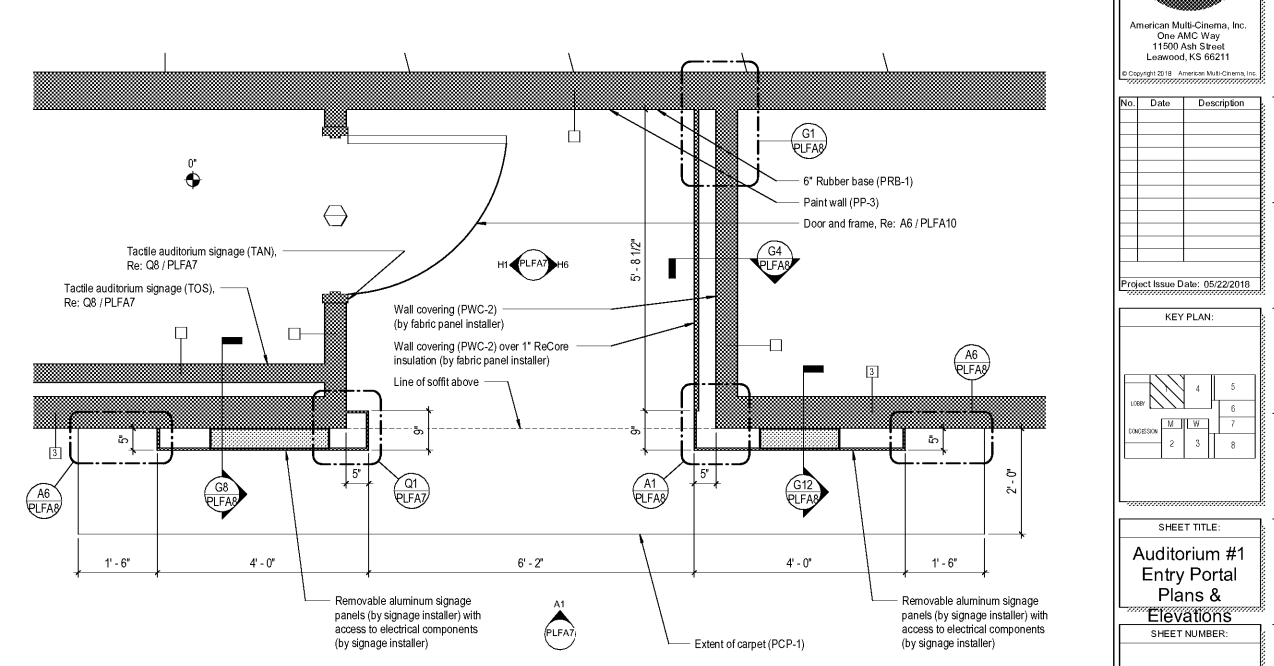 G1
PLFA8
6" Rubber base (PRB-1)
Paint wall (PP-3)
Door and frame, Re: A6 / PLFA10
0"
Tactile auditorium signage (TAN),
Re: Q8 / PLFA7
Tactile auditorium signage (TOS),
Re: Q8 / PLFA7
H1
PLFA7
H6
5' - 8 1/2"
G4
PLFA8
Wall covering (PWC-2)
(by fabric panel installer)
Wall covering (PWC-2) over 1" ReCore
insulation (by fabric panel installer)
Line of soffit above
A6
PLFA8
3
3
5"
9"
9"
5"
5"
5"
2' - 0"
A6
PLFA8
G8
PLFA8
Q1
PLFA7
A1
PLFA8
G12
PLFA8
1' - 6"
4' - 0"
6' - 2"
4' - 0"
1' - 6"
Removable aluminum signage
panels (by signage installer) with
access to electrical components
(by signage installer)
A1
PLFA7
Extent of carpet (PCP-1)
Removable aluminum signage
panels (by signage installer) with
access to electrical components
(by signage installer)
American Multi-Cinema, Inc.
One AMC Way
11500 Ash Street
Leawood, KS 66211
© Copyright 2018 American Multi-Cinema, Inc.
No. Date Description
Project Issue Date: 05/22/2018
KEY PLAN:
LOBBY
CONCESSION
1
4
5
6
7
M
W
2
3
8
SHEET TITLE:
Auditorium #1
Entry Portal
Plans &
Elevations
SHEET NUMBER: